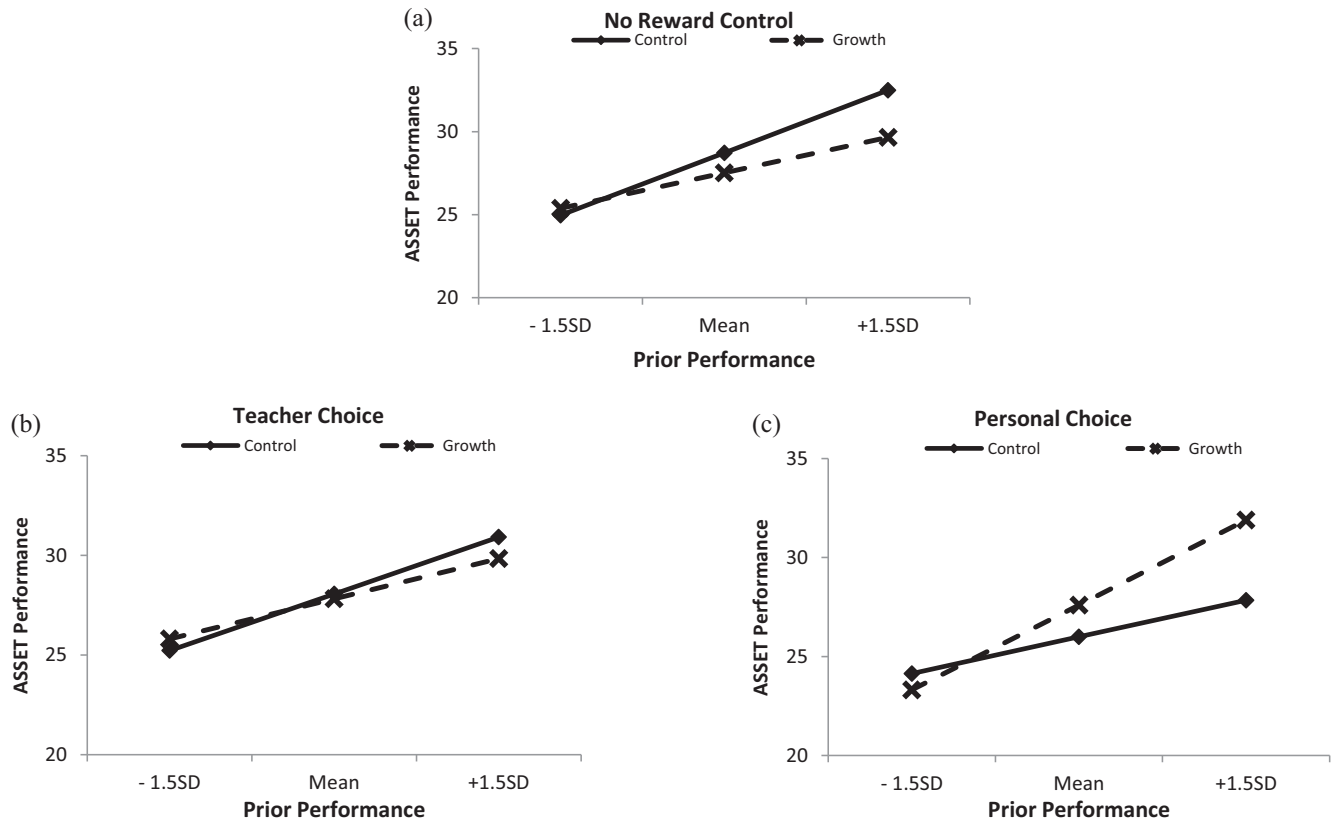 (a)
No Reward Control
Control Growth
35
30
25
20
ASSET Performance
- 1.5SD Mean +1.5SD
Prior Performance
(b)
Teacher Choice
Control Growth
35
30
25
20
ASSET Performance
- 1.5SD Mean +1.5SD
Prior Performance
(c)
Personal Choice
Control Growth
35
30
25
20
ASSET Performance
- 1.5SD Mean +1.5SD
Prior Performance